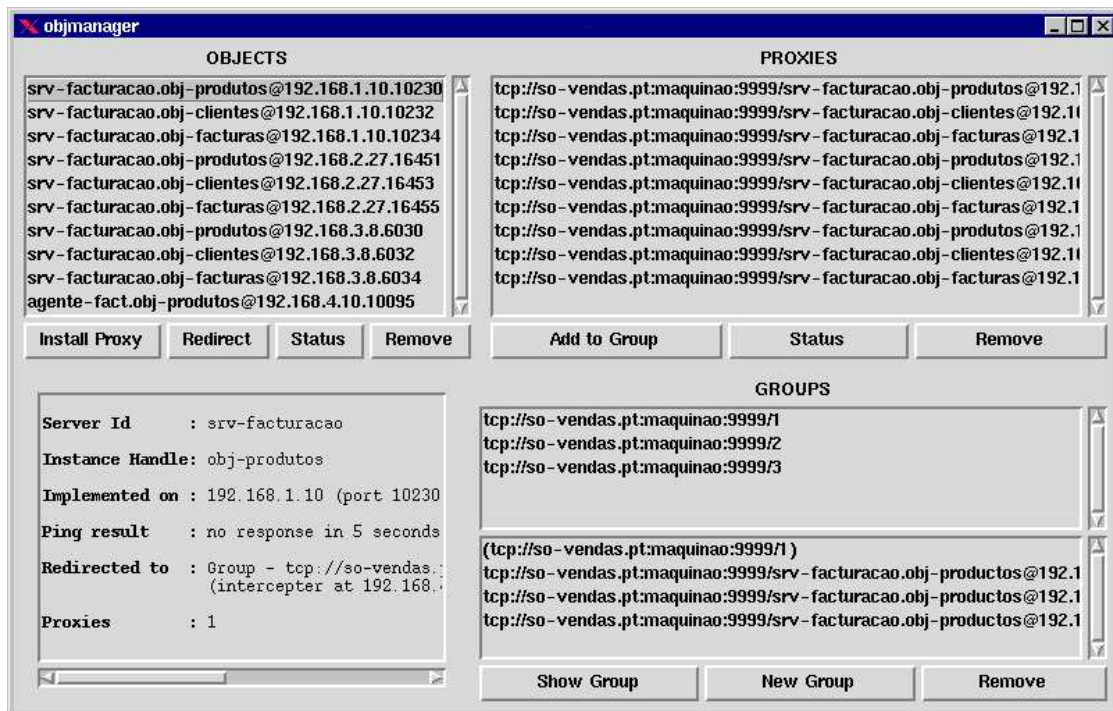 objmanager
OBJECTS
srv-facturacao.obj-produtos@192.168.1.10.10230
srv-facturacao.obj-clientes@192.168.1.10.10232
srv-facturacao.obj-facturas@192.168.1.10.10234
srv-facturacao.obj-produtos@192.168.2.27.16451
srv-facturacao.obj-clientes@192.168.2.27.16453
srv-facturacao.obj-facturas@192.168.2.27.16455
srv-facturacao.obj-produtos@192.168.3.8.6030
srv-facturacao.obj-clientes@192.168.3.8.6032
srv-facturacao.obj-facturas@192.168.3.8.6034
agente-fact.obj-produtos@192.168.4.10.10095
Install Proxy Redirect Status Remove
PROXIES
tcp://so-vendas.pt:maquinao:9999/srv-facturacao.obj-produtos@192.1
tcp://so-vendas.pt:maquinao:9999/srv-facturacao.obj-clientes@192.1
tcp://so-vendas.pt:maquinao:9999/srv-facturacao.obj-facturas@192.1
tcp://so-vendas.pt:maquinao:9999/srv-facturacao.obj-produtos@192.1
tcp://so-vendas.pt:maquinao:9999/srv-facturacao.obj-clientes@192.1
tcp://so-vendas.pt:maquinao:9999/srv-facturacao.obj-facturas@192.1
tcp://so-vendas.pt:maquinao:9999/srv-facturacao.obj-produtos@192.1
tcp://so-vendas.pt:maquinao:9999/srv-facturacao.obj-clientes@192.1
tcp://so-vendas.pt:maquinao:9999/srv-facturacao.obj-facturas@192.1
Add to Group Status Remove
Server Id : srv-facturacao
Instance Handle: obj-produtos
Implemented on : 192.168.1.10 (port 10230
Ping result : no response in 5 seconds
Redirected to : Group - tcp://so-vendas.
(intercepter at 192.168.
Proxies : 1
GROUPS
tcp://so-vendas.pt:maquinao:9999/1
tcp://so-vendas.pt:maquinao:9999/2
tcp://so-vendas.pt:maquinao:9999/3
(tcp://so-vendas.pt:maquinao:9999/1)
tcp://so-vendas.pt:maquinao:9999/srv-facturacao.obj-productos@192.1
tcp://so-vendas.pt:maquinao:9999/srv-facturacao.obj-productos@192.1
tcp://so-vendas.pt:maquinao:9999/srv-facturacao.obj-productos@192.1
Show Group New Group Remove